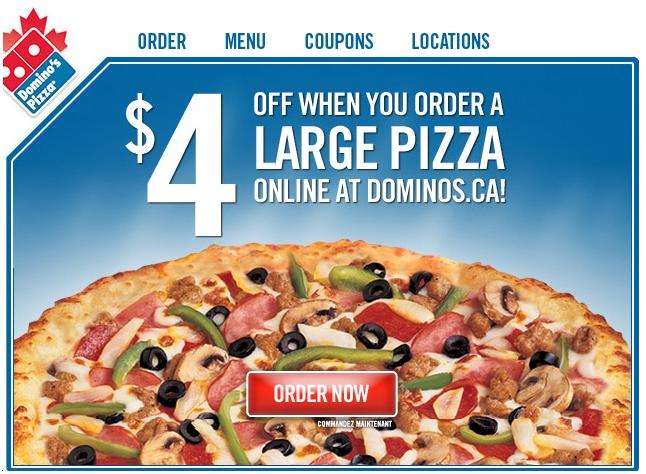 Domino's
Pizza®
ORDER MENU COUPONS LOCATIONS
$4
OFF WHEN YOU ORDER A
LARGE PIZZA
ONLINE AT DOMINOS.CA!
ORDER NOW
COMMANDEZ MAINTENANT